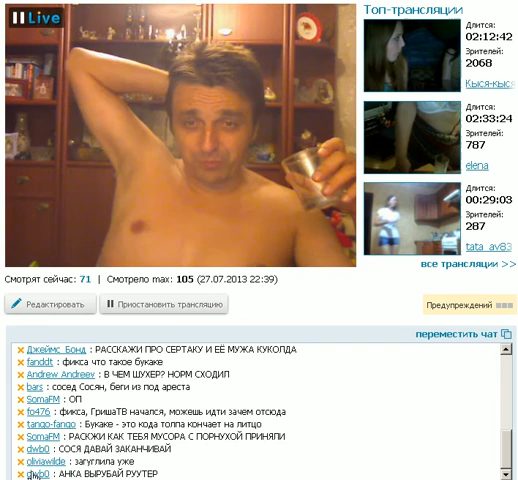 Live
Топ-трансляции
Длится:
02:12:42
Зрителей:
2068
Кыся-кыс
Длится:
02:33:24
Зрителей:
787
elena
Длится:
00:29:03
Зрителей:
287
tata_av83
все трансляции >>
Смотрят сейчас: 71 | Смотрело max: 105 (27.07.2013 22:39)
Редактировать
Приостановить трансляцию
Предупреждений
переместить чат
Джеймс_Бонд : РАССКАЖИ ПРО СЕРТАКУ И ЕЁ МУЖА КУКОЛДА
fanddt : фикса что такое букаке
Andrew Andreev : В ЧЕМ ШУХЕР? НОРМ СХОДИЛ
bars : сосед Сосян, беги из под ареста
SomaFM : ОП
fo476 : фикса, ГришаТВ начался, можешь идти зачем отсюда
tango-fango : Букаке - это кода толпа кончает на литцо
SomaFM : РАСКЖИ КАК ТЕБЯ МУСОРА С ПОРНУХОЙ ПРИНЯЛИ
dwb0 : СОСЯ ДАВАЙ ЗАКАНЧИВАЙ
oliviawilde : загуглила уже
dwb0 : АНКА ВЫРУБАЙ РУУТЕР